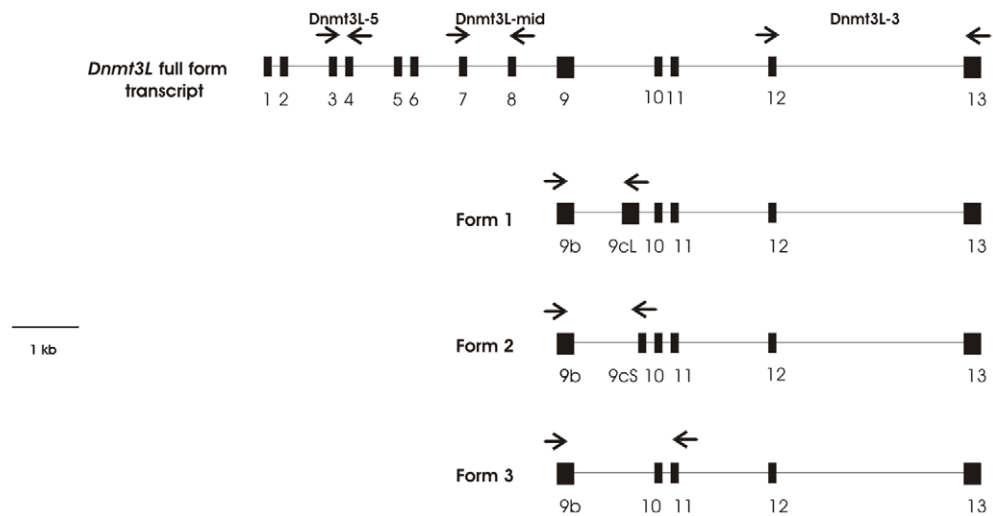 Dnmt3L-5 Dnmt3L-mid Dnmt3L-3
Dnmt3L full form
transcript
1 2 3 4 5 6 7 8 9 10 11 12 13
Form 1
9b 9cL 10 11 12 13
Form 2
9b 9cS 10 11 12 13
1 kb
Form 3
9b 10 11 12 13